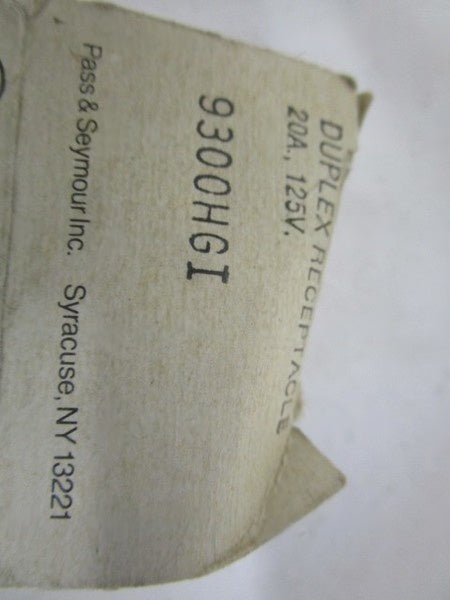 DUPLEX RECEPTACLE
20A., 125V.
9300HGI
Pass & Seymour Inc. Syracuse, NY 13221